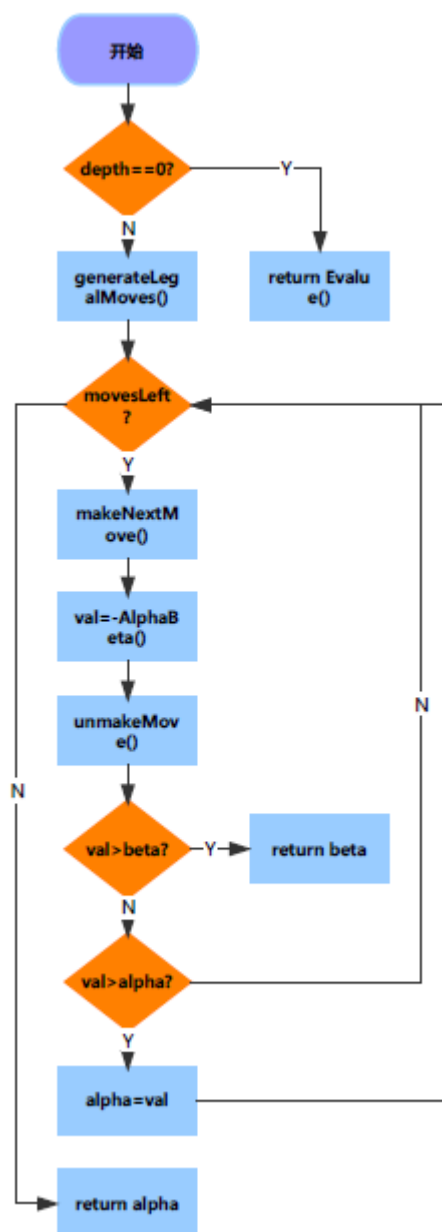 开始
depth==0?
Y
N
generateLeg
alMoves()
return Evalu
e()
movesLeft
?
Y
makeNextM
ove()
val=-AlphaB
eta()
N
unmakeMov
e()
N
val>beta?
Y
return beta
N
val>alpha?
Y
alpha=val
return alpha